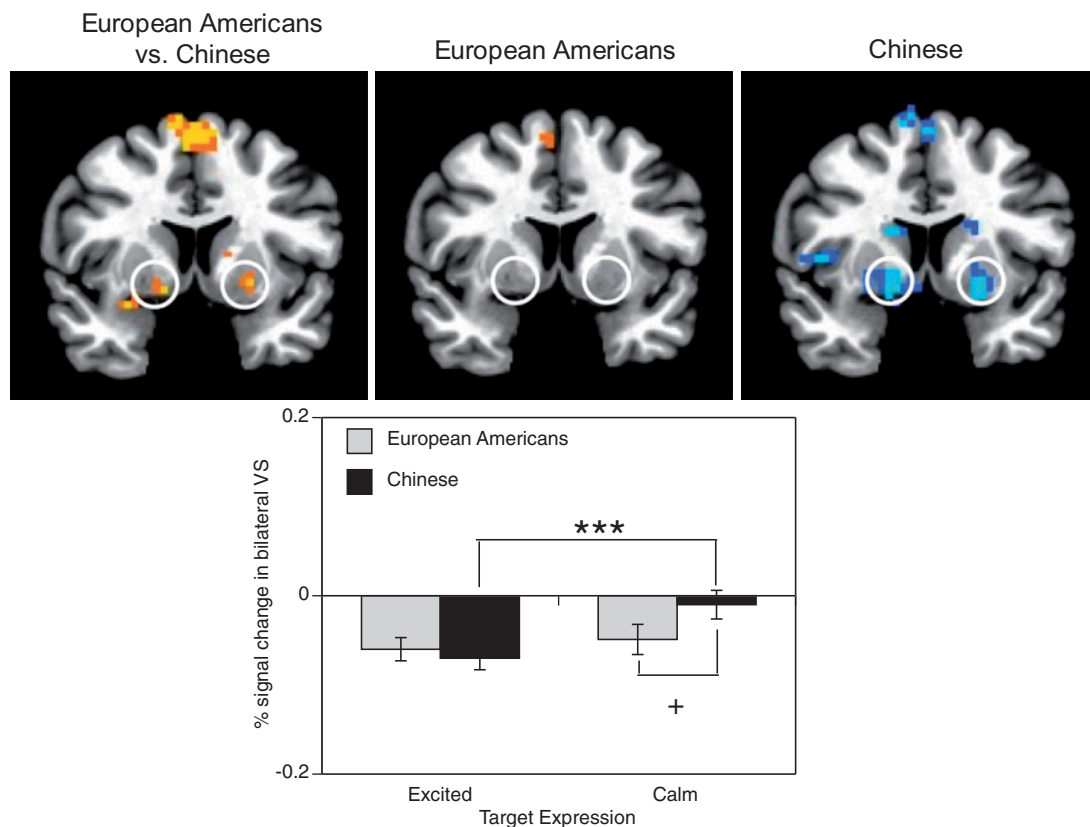 European Americans
vs. Chinese
European Americans
Chinese
0.2
European Americans
Chinese
% signal change in bilateral VS
***
0
+
-0.2
Excited
Calm
Target Expression